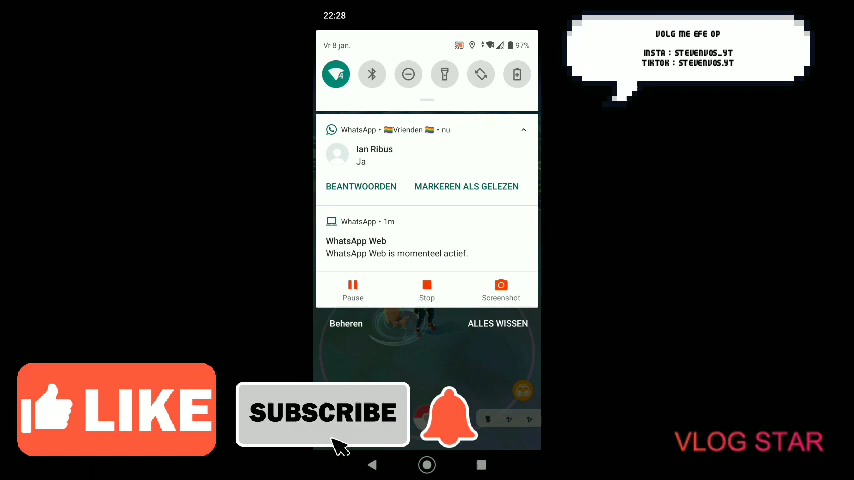 22:28
VOLG ME EFE OP
INSTA : STEVENVOS_YT
TIKTOK : STEVENVOS.YT
Vr 8 jan.
97%
WhatsApp • 🏳️‍🌈Vrienden 🏳️‍🌈 • nu
Ian Ribus
Ja
BEANTWOORDEN MARKEREN ALS GELEZEN
WhatsApp • 1m
WhatsApp Web
WhatsApp Web is momenteel actief.
Pause Stop Screenshot
Beheren ALLES WISSEN
LIKE
SUBSCRIBE
VLOG STAR